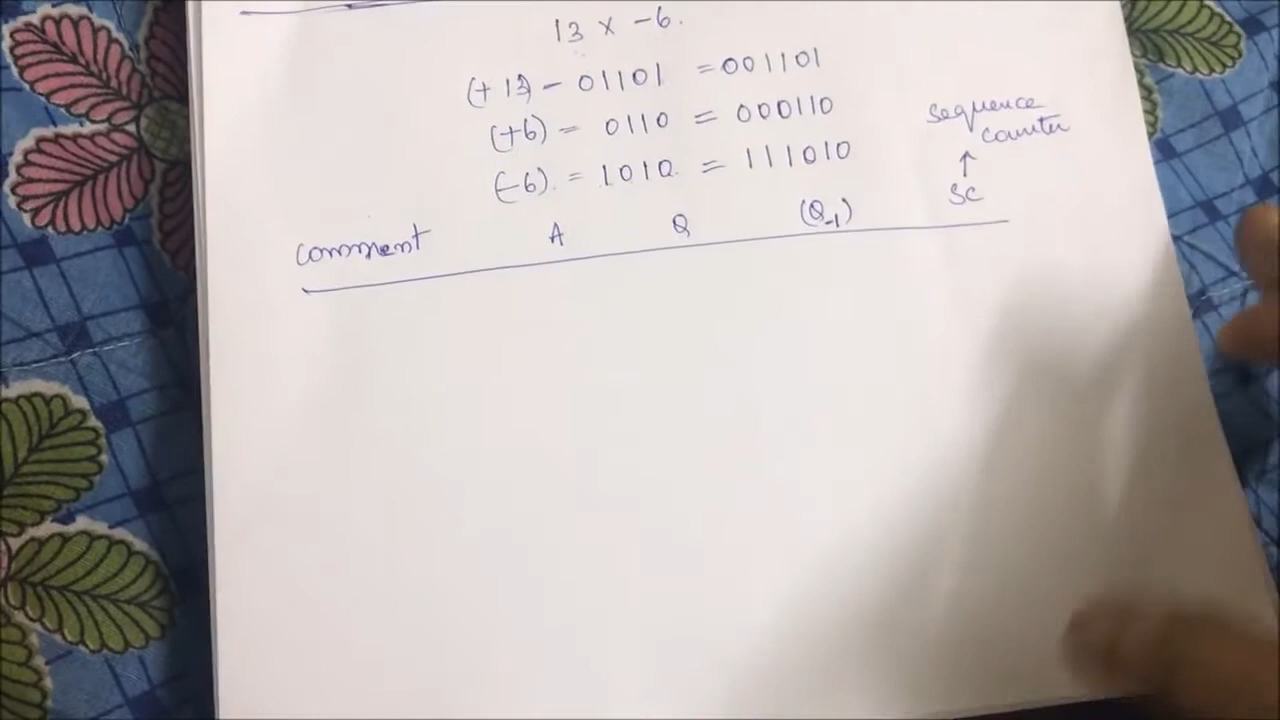 13 x -6.
(+13) - 01101 = 001101
(+6) = 0110 = 000110
(-6). = 1010. = 111010
sequence
counter
↑
SC
comment A Q (Q-1)